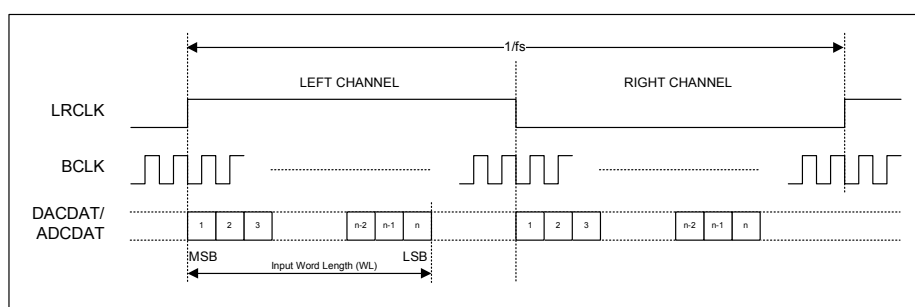 1/fs
LEFT CHANNEL RIGHT CHANNEL
LRCLK
BCLK
DACDAT/
ADCDAT
1 2 3 n-2 n-1 n 1 2 3 n-2 n-1 n
MSB LSB
Input Word Length (WL)